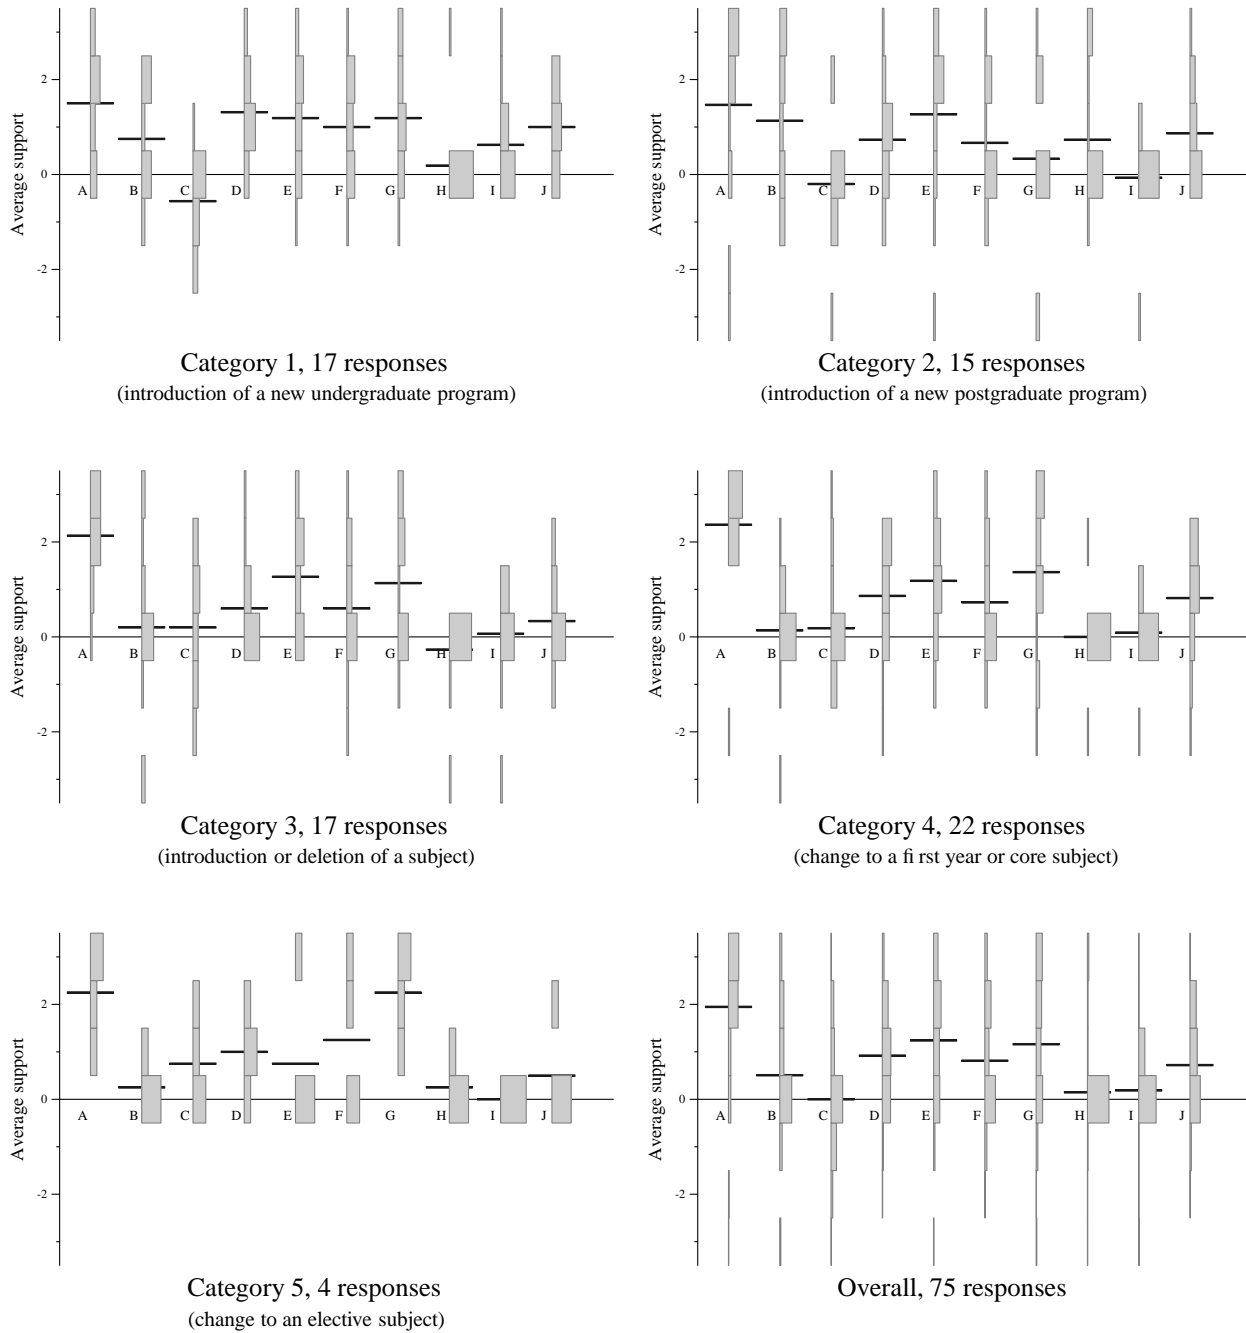 Average support
2
0
-2
A B C D E F G H I J
Category 1, 17 responses
(introduction of a new undergraduate program)
Average support
2
0
-2
A B C D E F G H I J
Category 2, 15 responses
(introduction of a new postgraduate program)
Average support
2
0
-2
A B C D E F G H I J
Category 3, 17 responses
(introduction or deletion of a subject)
Average support
2
0
-2
A B C D E F G H I J
Category 4, 22 responses
(change to a first year or core subject)
Average support
2
0
-2
A B C D E F G H I J
Category 5, 4 responses
(change to an elective subject)
Average support
2
0
-2
A B C D E F G H I J
Overall, 75 responses